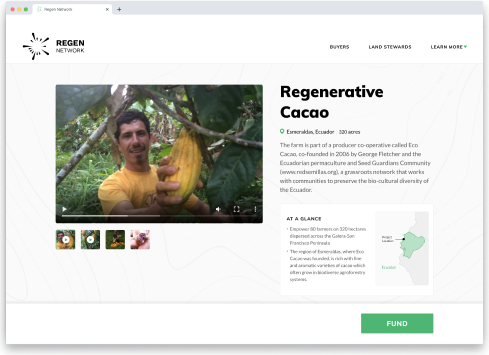 Regen Network
REGEN
NETWORK
BUYERS
LAND STEWARDS
LEARN MORE
Regenerative
Cacao
Esmeraldas, Ecuador 320 acres
The farm is part of a producer co-operative called Eco
Cacao, co-founded in 2006 by George Fletcher and the
Ecuadorian permaculture and Seed Guardians Community
(www.redsemillas.org), a grassroots network that works
with communities to preserve the bio-cultural diversity of
the Ecuador.
AT A GLANCE
- Empower 80 farmers on 320 hectares
dispersed across the Galera-San
Francisco Peninsula
- The region of Esmeraldas, where Eco
Cacao was founded, is rich with fine
and aromatic varieties of cacao which
often grow in biodiverse agroforestry
systems.
Project
Location
Ecuador
FUND